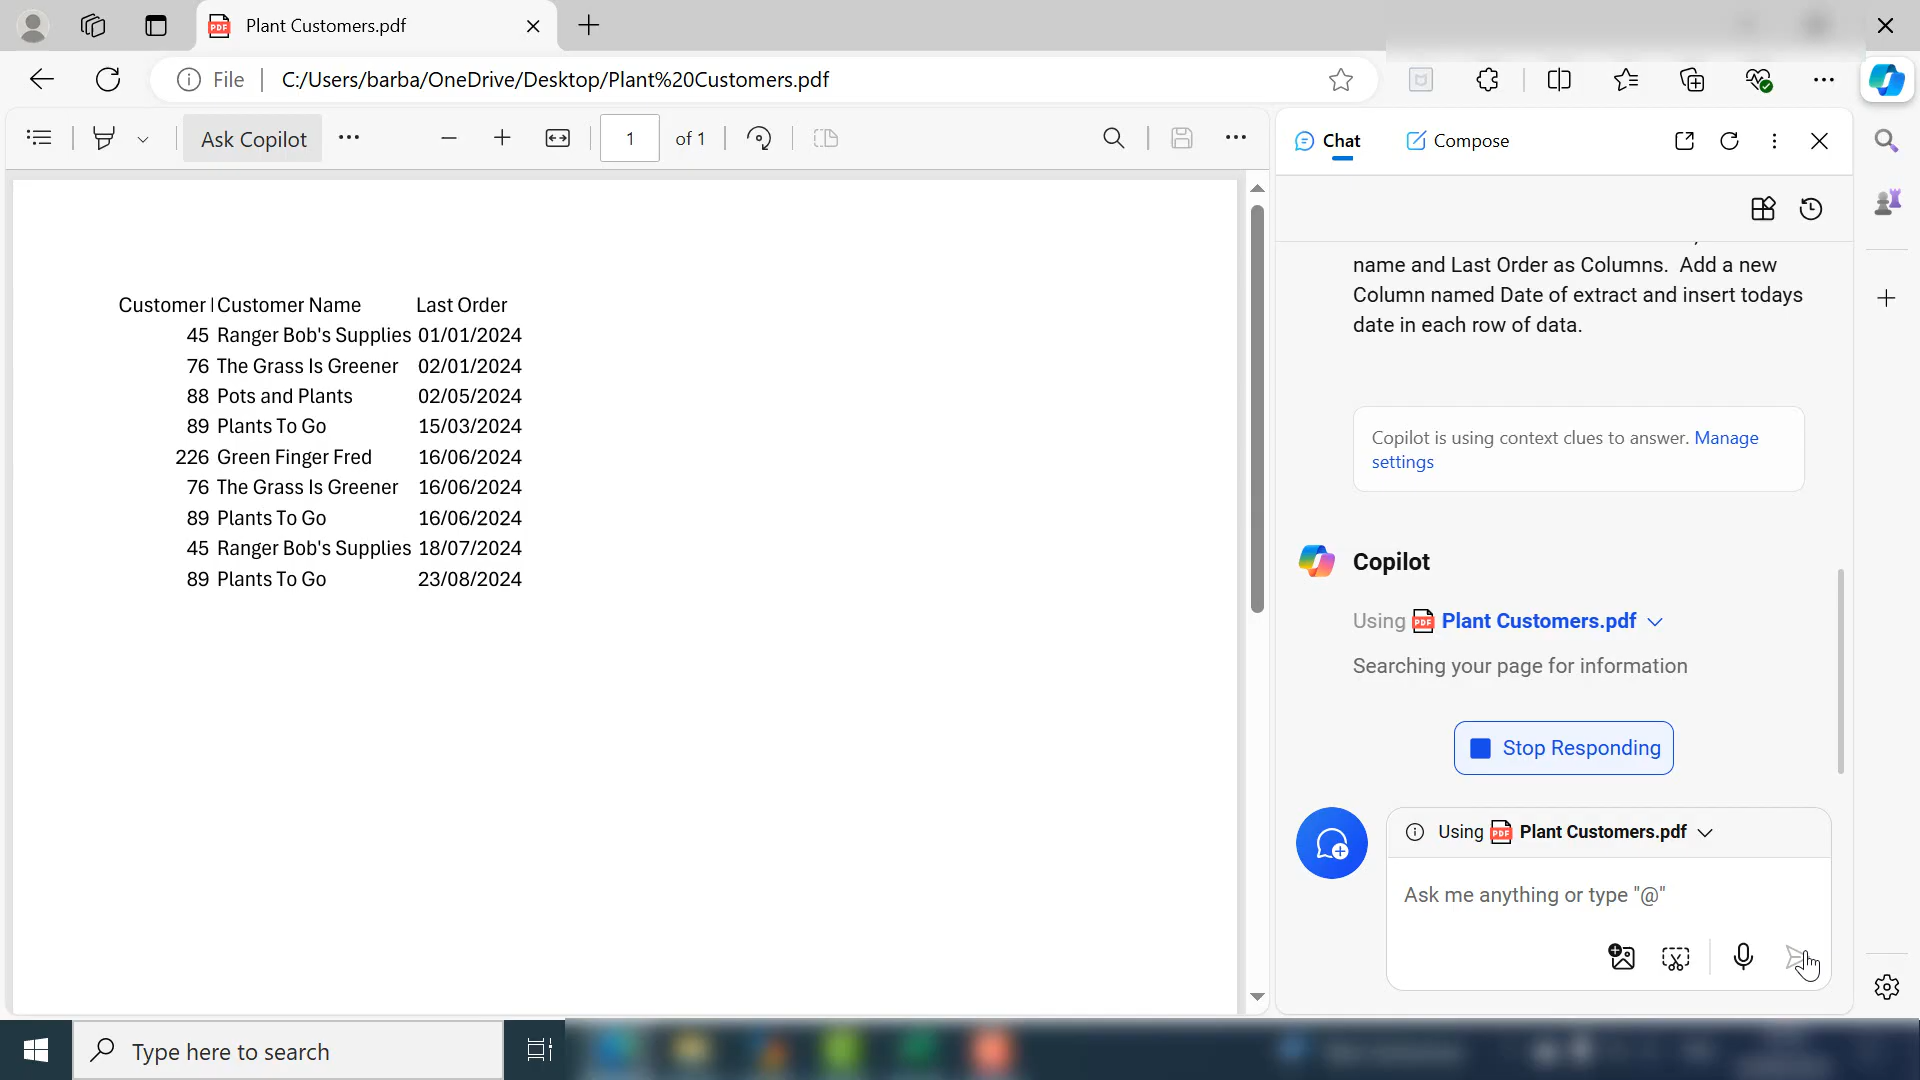 Plant Customers.pdf
File C:/Users/barba/OneDrive/Desktop/Plant%20Customers.pdf
Ask Copilot
1 of 1
Chat Compose
Customer Customer Name Last Order
45 Ranger Bob's Supplies 01/01/2024
76 The Grass Is Greener 02/01/2024
88 Pots and Plants 02/05/2024
89 Plants To Go 15/03/2024
226 Green Finger Fred 16/06/2024
76 The Grass Is Greener 16/06/2024
89 Plants To Go 16/06/2024
45 Ranger Bob's Supplies 18/07/2024
89 Plants To Go 23/08/2024
name and Last Order as Columns. Add a new
Column named Date of extract and insert todays
date in each row of data.
Copilot is using context clues to answer. Manage
settings
Copilot
Using PDF Plant Customers.pdf
Searching your page for information
Stop Responding
Using PDF Plant Customers.pdf
Ask me anything or type "@"
Type here to search